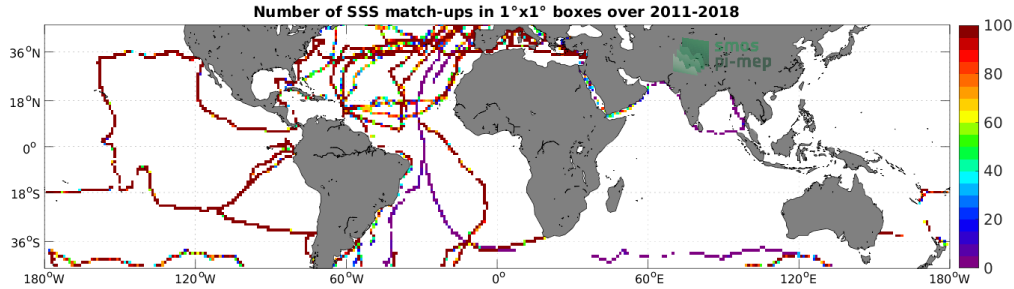 Number of SSS match-ups in 1°x1° boxes over 2011-2018
smos
pi-mep
36°N
18°N
0°
18°S
36°S
180°W
120°W
60°W
0°
60°E
120°E
180°W
100
80
60
40
20
0